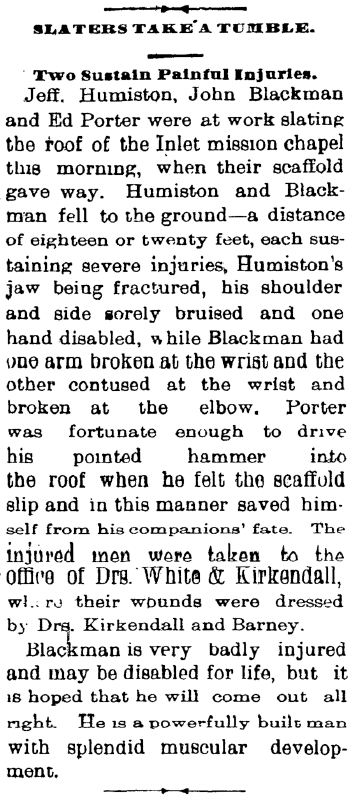 SLATERS TAKE A TUMBLE.
Two Sustain Painful Injuries.
Jeff. Humiston, John Blackman
and Ed Porter were at work slating
the roof of the Inlet mission chapel
this morning, when their scaffold
gave way. Humiston and Black-
man fell to the ground—a distance
of eighteen or twenty feet, each sus-
taining severe injuries, Humiston's
jaw being fractured, his shoulder
and side sorely bruised and one
hand disabled, while Blackman had
one arm broken at the wrist and the
other contused at the wrist and
broken at the elbow. Porter
was fortunate enough to drive
his pointed hammer into
the roof when he felt the scaffold
slip and in this manner saved him-
self from his companions' fate. The
injured men were taken to the
office of Drs. White & Kirkendall,
where their wounds were dressed
by Drs. Kirkendall and Barney.
Blackman is very badly injured
and may be disabled for life, but it
is hoped that he will come out all
right. He is a powerfully built man
with splendid muscular develop-
ment.